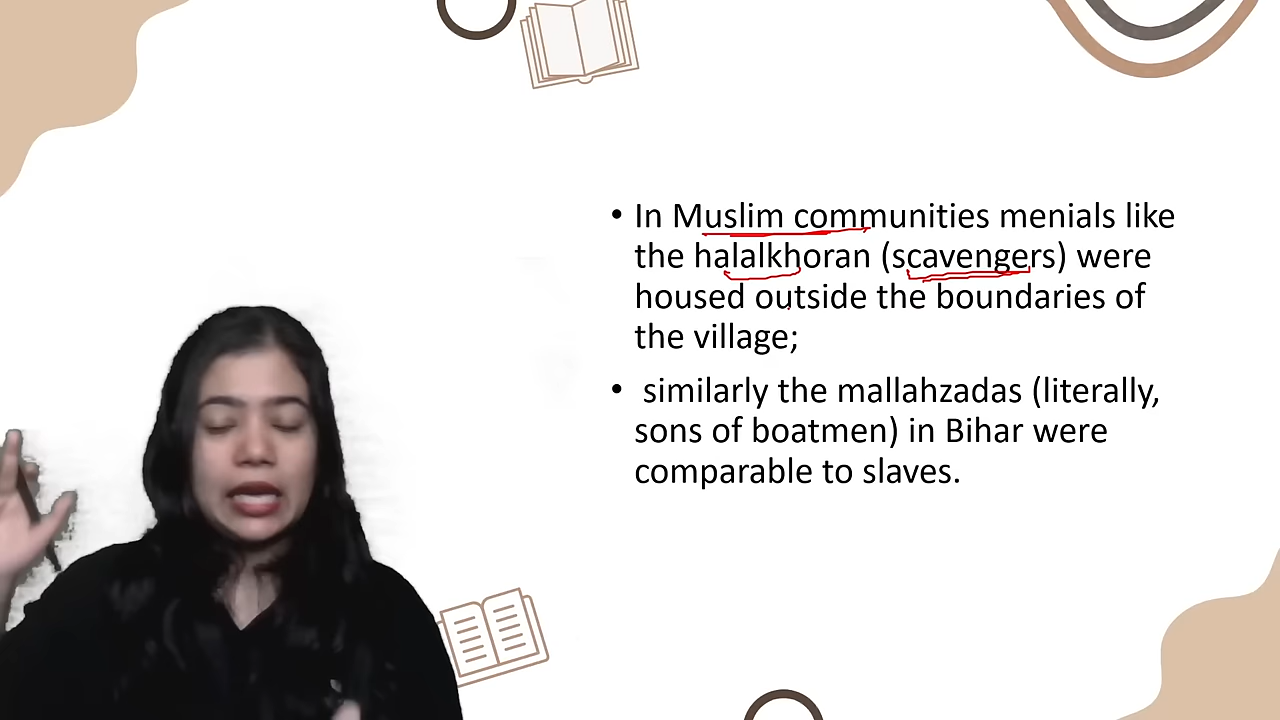 • In Muslim communities menials like
the halalkhoran (scavengers) were
housed outside the boundaries of
the village;
• similarly the mallahzadas (literally,
sons of boatmen) in Bihar were
comparable to slaves.